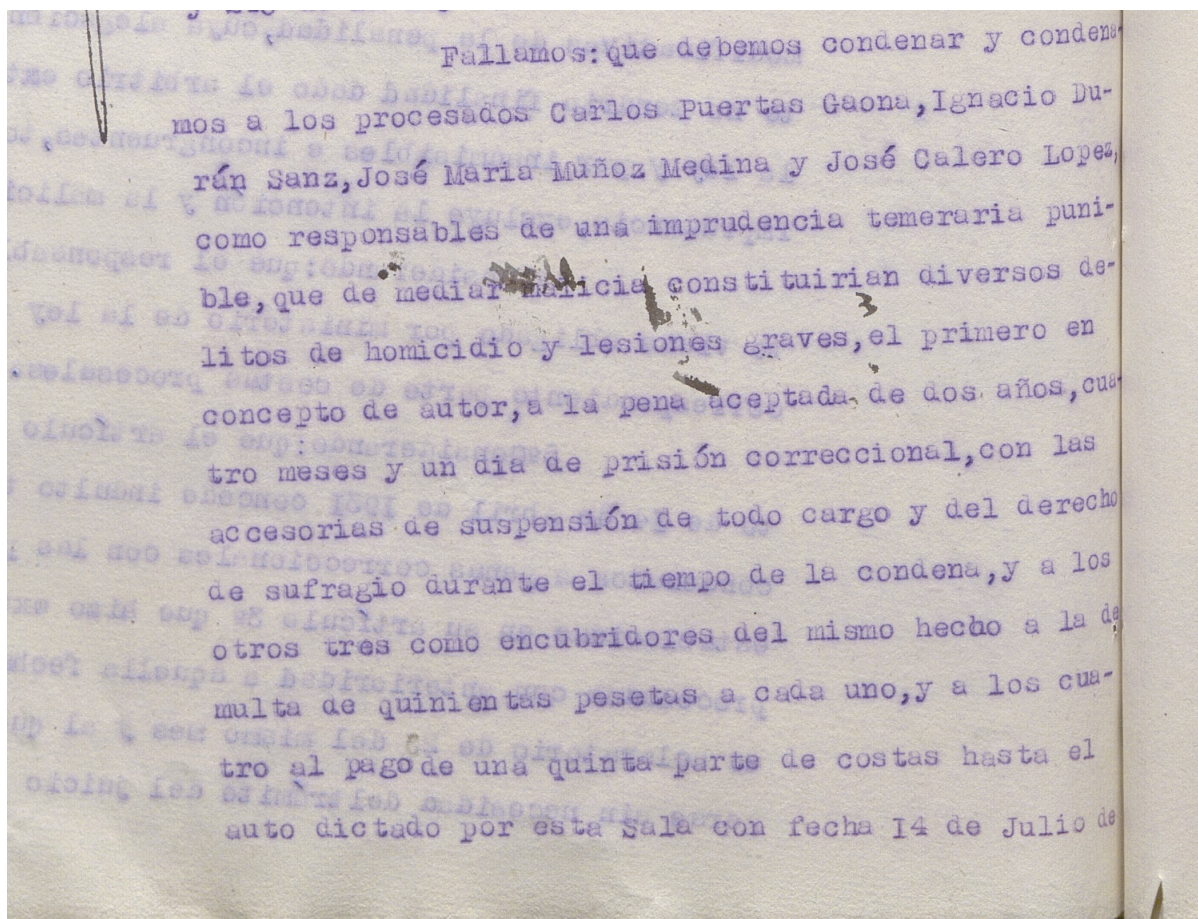 Fallamos:que debemos condenar y condena-
mos a los procesados Carlos Puertas Gaona,Ignacio Du-
rán Sanz,José Maria Muñoz Medina y José Calero Lopez,
como responsables de una imprudencia temeraria puni-
ble,que de mediar malicia constituirian diversos de-
litos de homicidio y lesiones graves,el primero en
concepto de autor,a la pena aceptada de dos años,cua-
tro meses y un dia de prisión correccional,con las
accesorias de suspensión de todo cargo y del derecho
de sufragio durante el tiempo de la condena,y a los
otros tres como encubridores del mismo hecho a la de
multa de quinientas pesetas a cada uno,y a los cua-
tro al pago de una quinta parte de costas hasta el
auto dictado por esta Sala con fecha I4 de Julio de